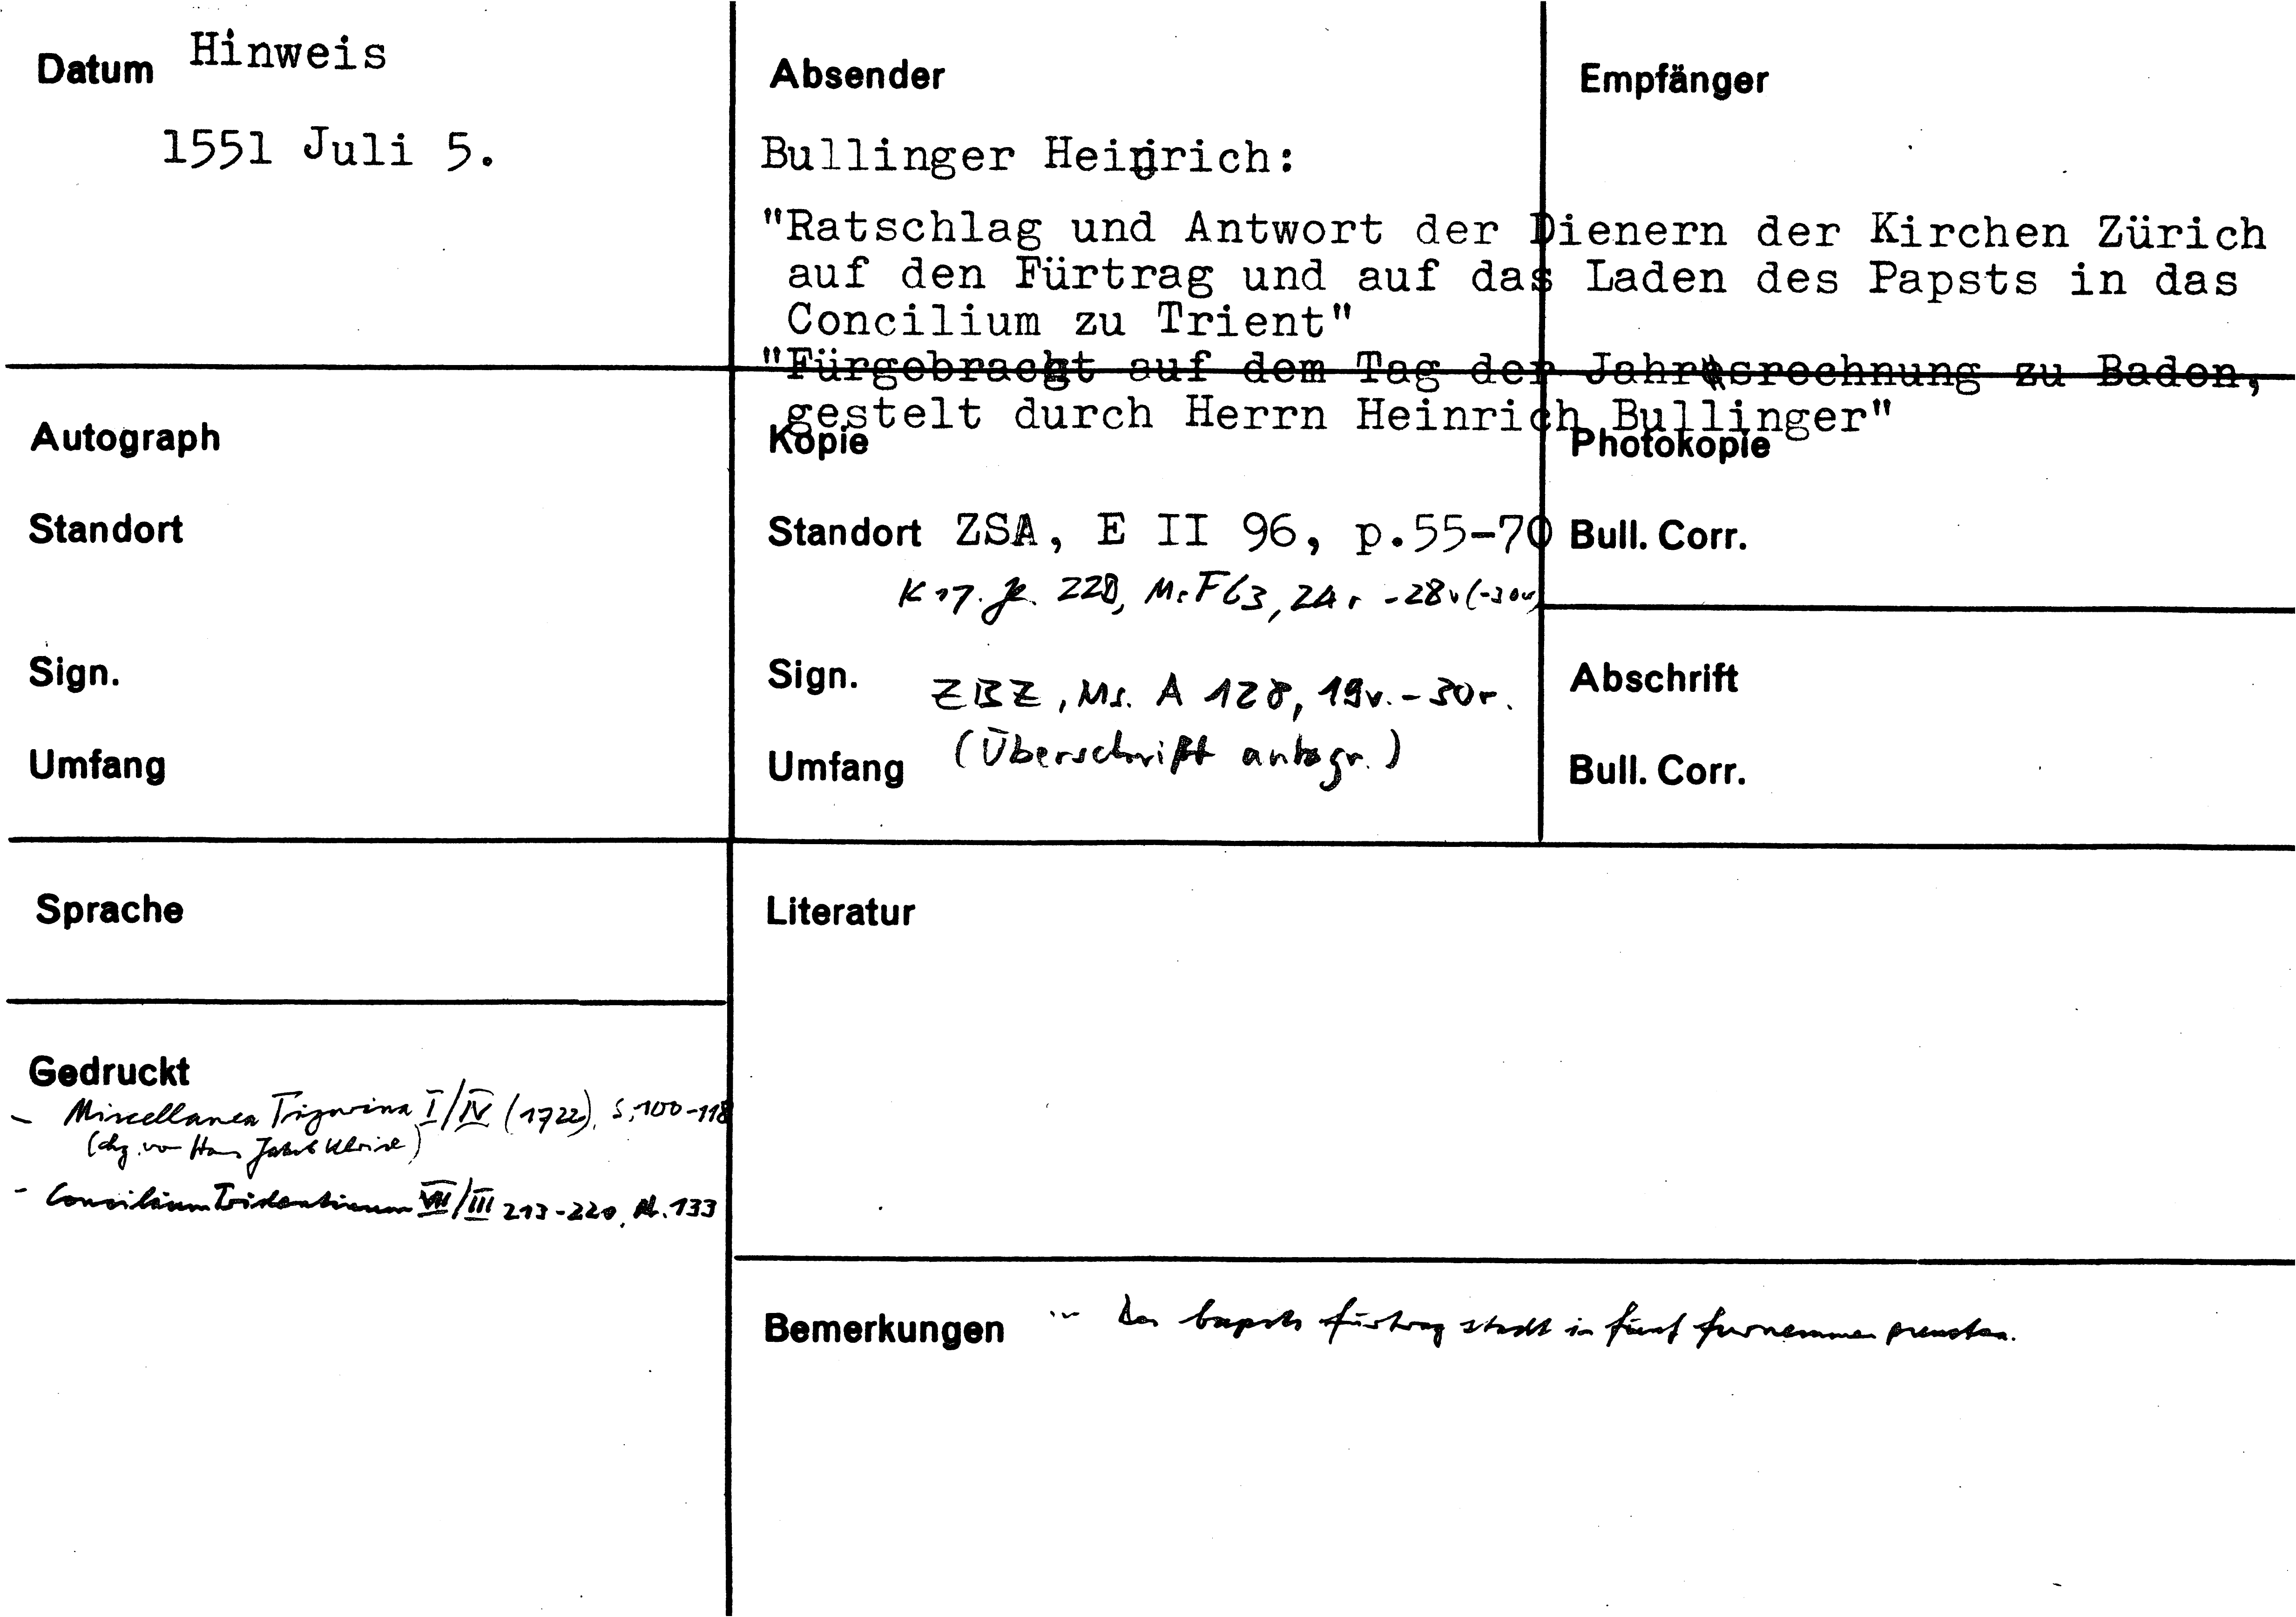 Datum Hinweis
1551 Juli 5.
Absender
Bullinger Heinrich:
"Ratschlag und Antwort der Dienern der Kirchen Zürich
auf den Fürtrag und auf das Laden des Papsts in das
Concilium zu Trient"
"Fürgebracht auf dem Tag der Jahresrechnung zu Baden,
gestelt durch Herrn Heinrich Bullinger"
Empfänger
Autograph
Standort
Sign.
Umfang
Kopie
Standort ZSA, E II 96, p.55-70
K 17. 228, Ms F 63, 24 r - 28v (-30v)
Sign. ZBZ, Ms. A 128, 19v. - 30r.
(Überschrift autogr.)
Umfang
Photokopie
Bull. Corr.
Abschrift
Bull. Corr.
Sprache
Literatur
Gedruckt
- Miscellanea Tigurina I/IV (1722), S. 100-118
(hg. von Hans Jakob Ulrich)
- Concilium Tridentinum VII/III 213-220, Nr. 133
Bemerkungen ... Des bapsts fürtrag stadt in fünf furnemmen puncten.